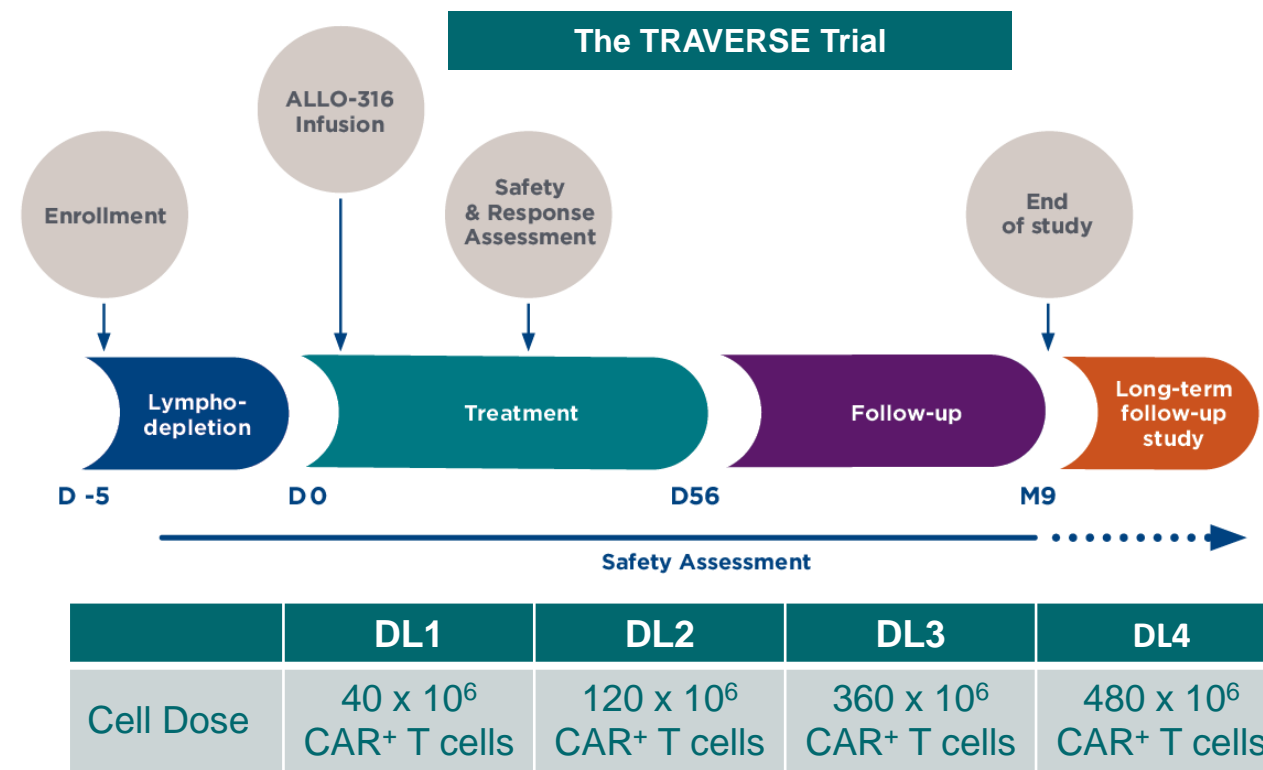 The TRAVERSE Trial
ALLO-316
Infusion
Enrollment
Safety
& Response
Assessment
End
of study
Lympho-
depletion
Treatment
Follow-up
Long-term
follow-up
study
D -5
D 0
D56
M9
Safety Assessment
DL1 DL2 DL3 DL4
Cell Dose
40 x 10⁶
CAR⁺ T cells
120 x 10⁶
CAR⁺ T cells
360 x 10⁶
CAR⁺ T cells
480 x 10⁶
CAR⁺ T cells